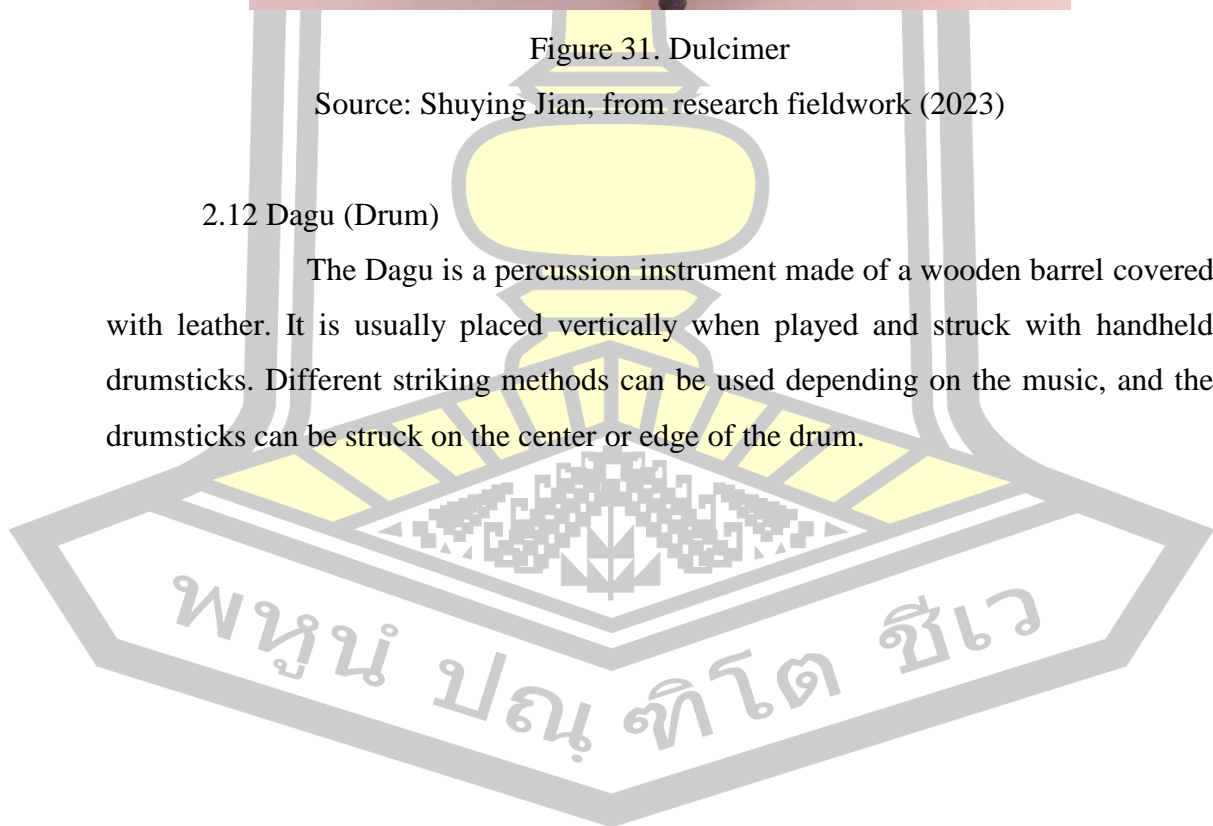 Figure 31. Dulcimer
Source: Shuying Jian, from research fieldwork (2023)
2.12 Dagu (Drum)
The Dagu is a percussion instrument made of a wooden barrel covered
with leather. It is usually placed vertically when played and struck with handheld
drumsticks. Different striking methods can be used depending on the music, and the
drumsticks can be struck on the center or edge of the drum.
พหูนํ ปณฺฑิโต ชีเว